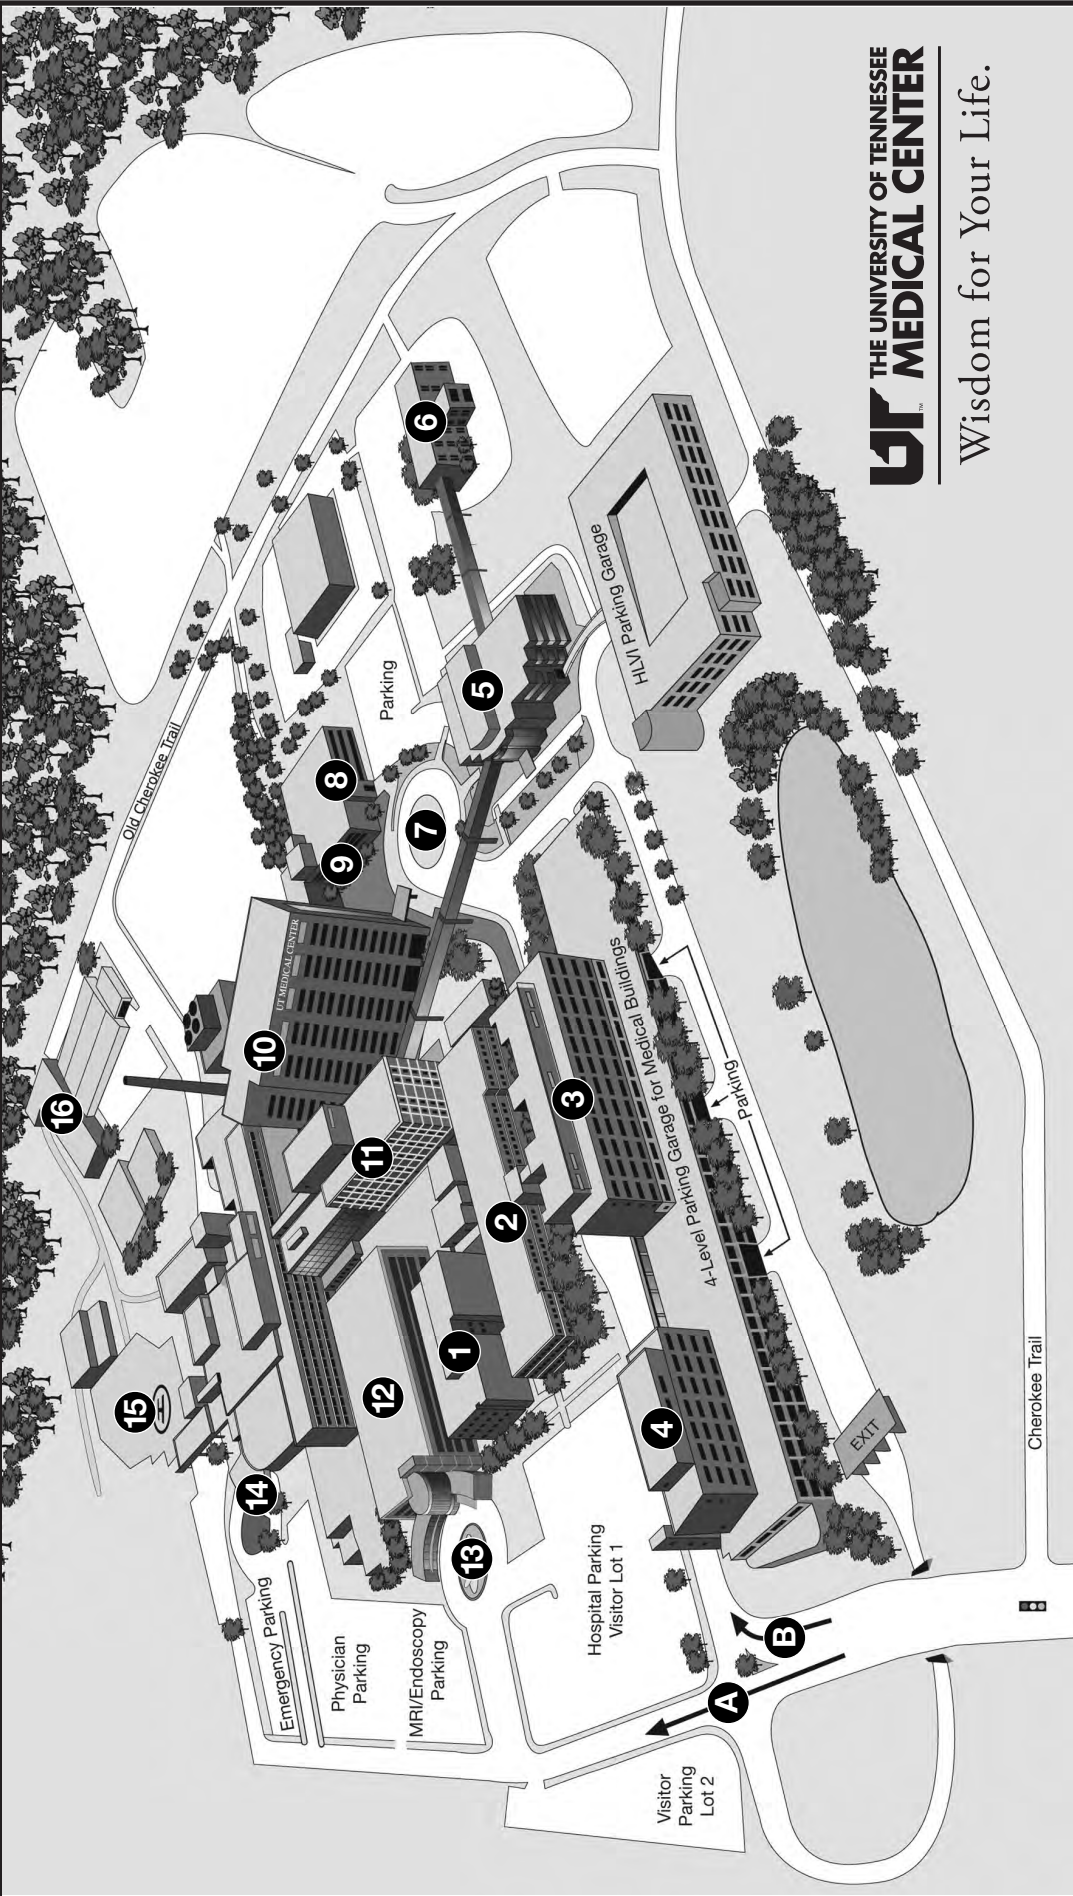 THE UNIVERSITY OF TENNESSEE
UT™ MEDICAL CENTER
Wisdom for Your Life.
Old Cherokee Trail
16
15
14
Emergency Parking
Physician
Parking
MRI/Endoscopy
Parking
13
12
11
10
UT MEDICAL CENTER
9
8
7
Parking
6
5
HLVI Parking Garage
1
2
3
4
4-Level Parking Garage for Medical Buildings
Parking
Hospital Parking
Visitor Lot 1
Visitor
Parking
Lot 2
A
B
EXIT
Cherokee Trail
H